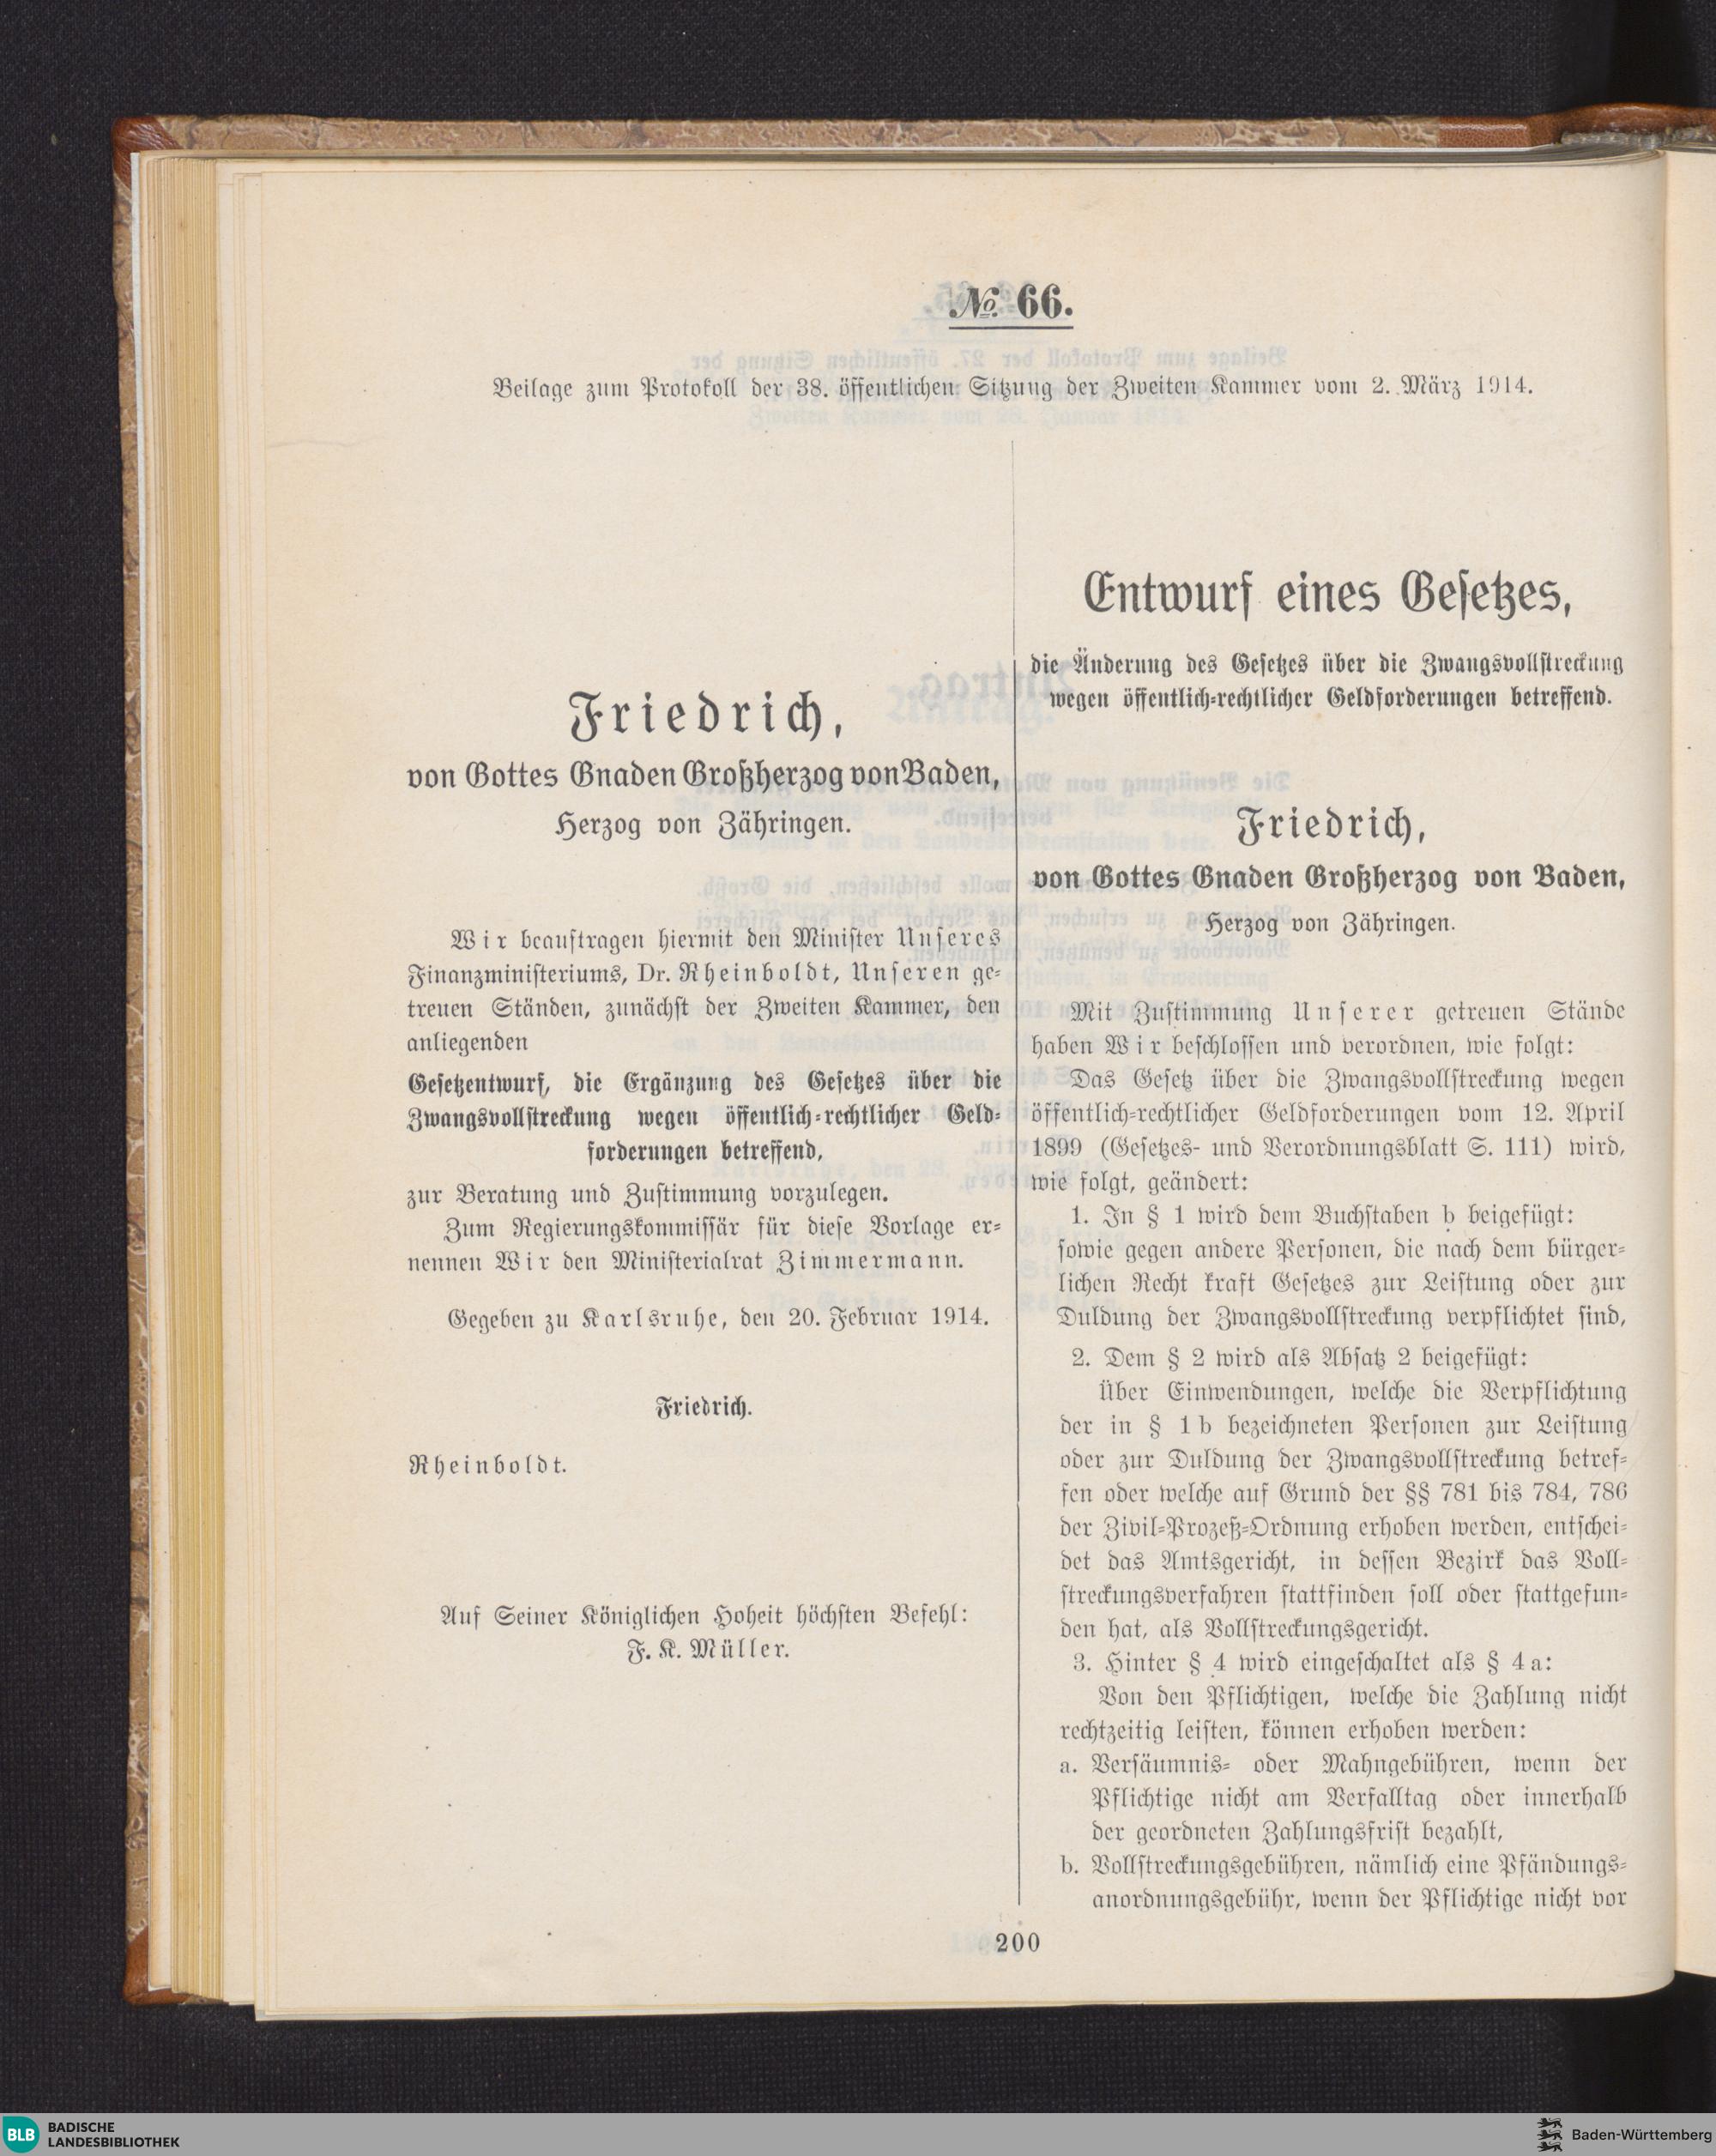 № 66.
Beilage zum Protokoll der 38. öffentlichen Sitzung der Zweiten Kammer vom 2. März 1914.
Friedrich,
von Gottes Gnaden Großherzog von Baden,
Herzog von Zähringen.
Wir beauftragen hiermit den Minister Unseres
Finanzministeriums, Dr. Rheinboldt, Unseren ge-
treuen Ständen, zunächst der Zweiten Kammer, den
anliegenden
Gesetzentwurf, die Ergänzung des Gesetzes über die
Zwangsvollstreckung wegen öffentlich-rechtlicher Geld-
forderungen betreffend,
zur Beratung und Zustimmung vorzulegen.
Zum Regierungskommissär für diese Vorlage er-
nennen Wir den Ministerialrat Zimmermann.
Gegeben zu Karlsruhe, den 20. Februar 1914.
Friedrich.
Rheinboldt.
Auf Seiner Königlichen Hoheit höchsten Befehl:
F. K. Müller.
Entwurf eines Gesetzes,
die Änderung des Gesetzes über die Zwangsvollstreckung
wegen öffentlich-rechtlicher Geldforderungen betreffend.
Friedrich,
von Gottes Gnaden Großherzog von Baden,
Herzog von Zähringen.
Mit Zustimmung Unserer getreuen Stände
haben Wir beschlossen und verordnen, wie folgt:
Das Gesetz über die Zwangsvollstreckung wegen
öffentlich-rechtlicher Geldforderungen vom 12. April
1899 (Gesetzes- und Verordnungsblatt S. 111) wird,
wie folgt, geändert:
1. In § 1 wird dem Buchstaben b beigefügt:
sowie gegen andere Personen, die nach dem bürger-
lichen Recht kraft Gesetzes zur Leistung oder zur
Duldung der Zwangsvollstreckung verpflichtet sind,
2. Dem § 2 wird als Absatz 2 beigefügt:
Über Einwendungen, welche die Verpflichtung
der in § 1 b bezeichneten Personen zur Leistung
oder zur Duldung der Zwangsvollstreckung betref-
fen oder welche auf Grund der §§ 781 bis 784, 786
der Zivil-Prozeß-Ordnung erhoben werden, entschei-
det das Amtsgericht, in dessen Bezirk das Voll-
streckungsverfahren stattfinden soll oder stattgefun-
den hat, als Vollstreckungsgericht.
3. Hinter § 4 wird eingeschaltet als § 4 a:
Von den Pflichtigen, welche die Zahlung nicht
rechtzeitig leisten, können erhoben werden:
a. Versäumnis- oder Mahngebühren, wenn der
Pflichtige nicht am Verfalltag oder innerhalb
der geordneten Zahlungsfrist bezahlt,
b. Vollstreckungsgebühren, nämlich eine Pfändungs-
anordnungsgebühr, wenn der Pflichtige nicht vor
200
BLB BADISCHE
LANDESBIBLIOTHEK
Baden-Württemberg